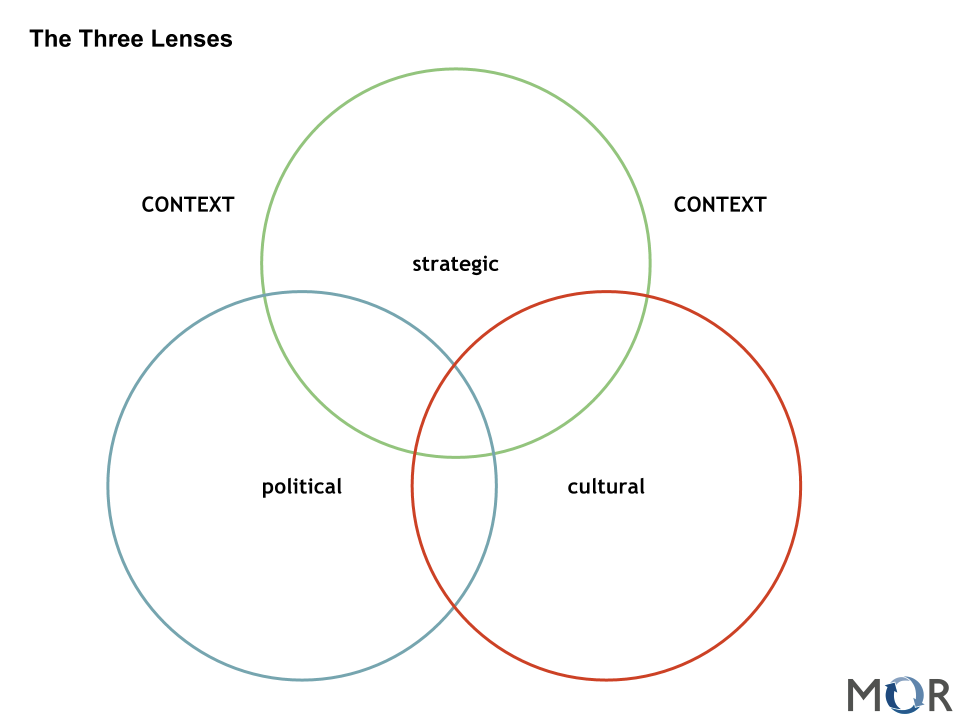 The Three Lenses
CONTEXT
CONTEXT
strategic
political
cultural
MOR